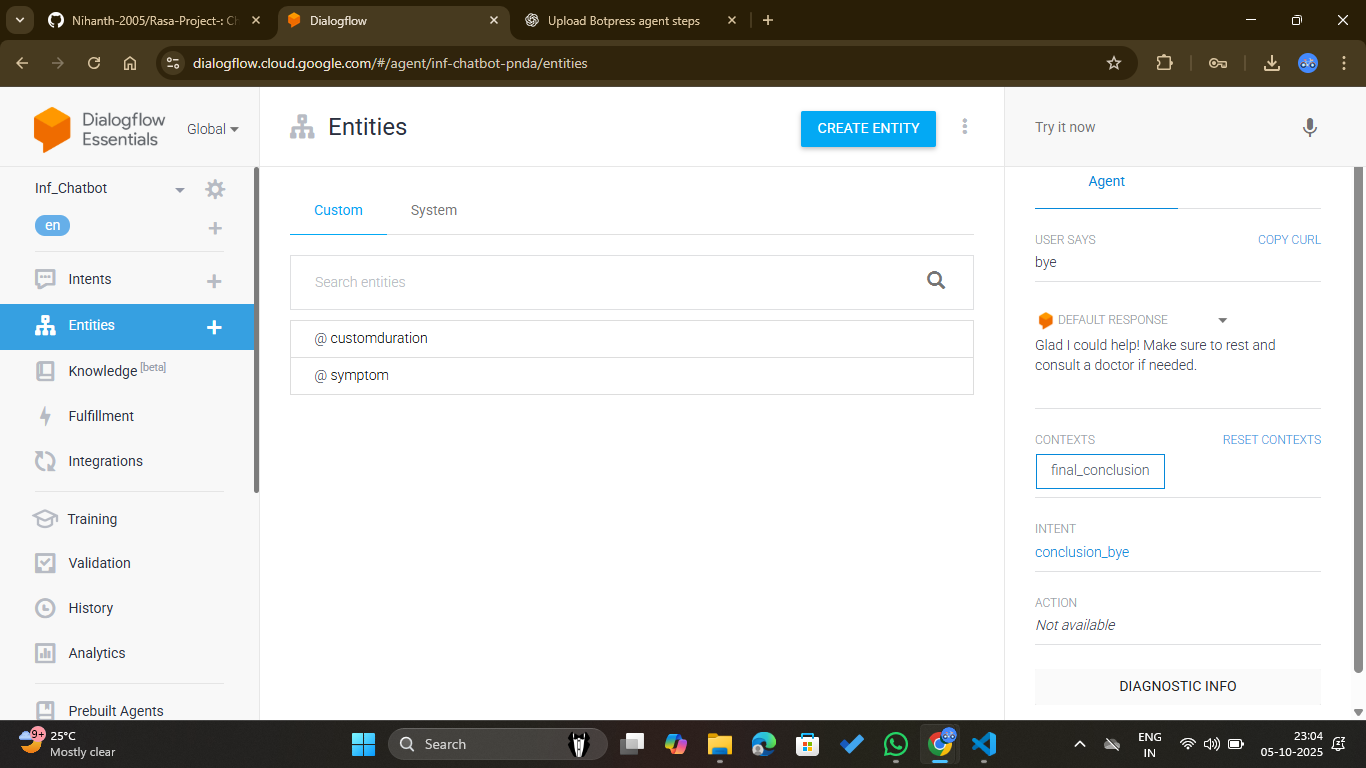 Nihanth-2005/Rasa-Project-: Ch
Dialogflow
Upload Botpress agent steps
dialogflow.cloud.google.com/#/agent/inf-chatbot-pnda/entities
Dialogflow
Essentials
Global
Entities
CREATE ENTITY
Try it now
Inf_Chatbot
en
Intents
Entities
Knowledge [beta]
Fulfillment
Integrations
Training
Validation
History
Analytics
Prebuilt Agents
Custom
System
Search entities
@ customduration
@ symptom
Agent
USER SAYS
COPY CURL
bye
DEFAULT RESPONSE
Glad I could help! Make sure to rest and
consult a doctor if needed.
CONTEXTS
RESET CONTEXTS
final_conclusion
INTENT
conclusion_bye
ACTION
Not available
DIAGNOSTIC INFO
9+
25°C
Mostly clear
Search
ENG
IN
23:04
05-10-2025